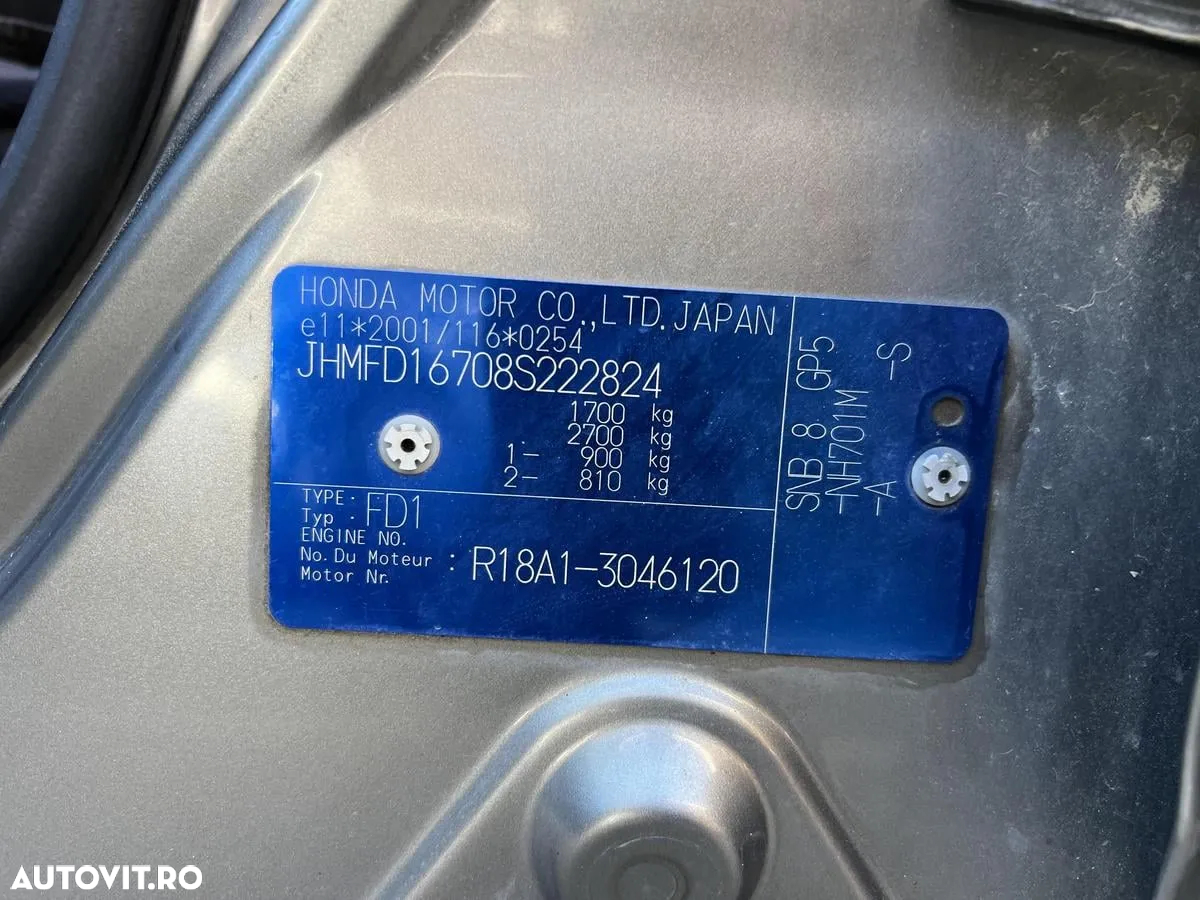 HONDA MOTOR CO.,LTD.JAPAN
e11*2001/116*0254
JHMFD16708S222824
1700 kg
2700 kg
1- 900 kg
2- 810 kg
TYPE:
Typ : FD1
ENGINE NO.
No. Du Moteur : R18A1-3046120
Motor Nr.
SNB 8 GP5
-NH701M -S
-A
AUTOVIT.RO